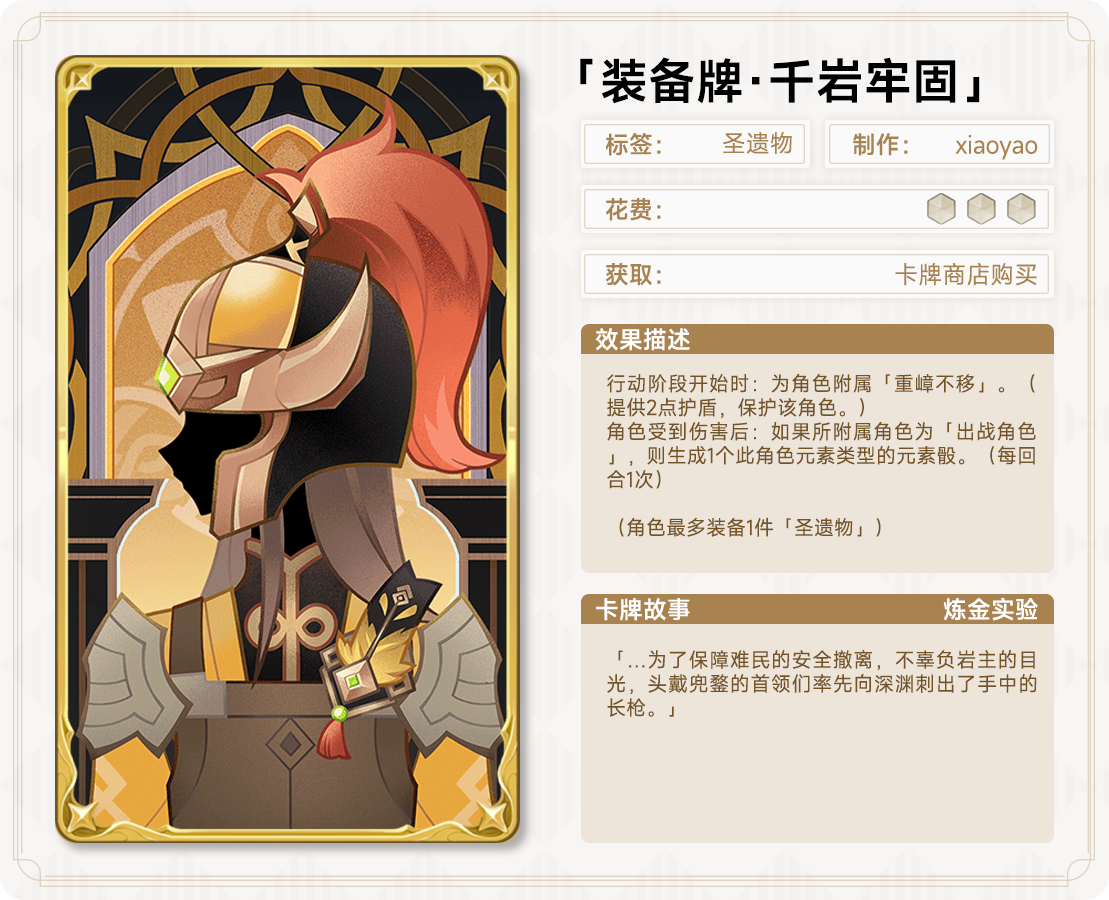 「装备牌·千岩牢固」
标签： 圣遗物 制作： xiaoyao
花费：
获取： 卡牌商店购买
效果描述
行动阶段开始时：为角色附属「重嶂不移」。（
提供2点护盾，保护该角色。）
角色受到伤害后：如果所附属角色为「出战角色
」，则生成1个此角色元素类型的元素骰。（每回
合1次）
（角色最多装备1件「圣遗物」）
卡牌故事 炼金实验
「…为了保障难民的安全撤离，不辜负岩主的目
光，头戴兜鍪的首领们率先向深渊刺出了手中的
长枪。」